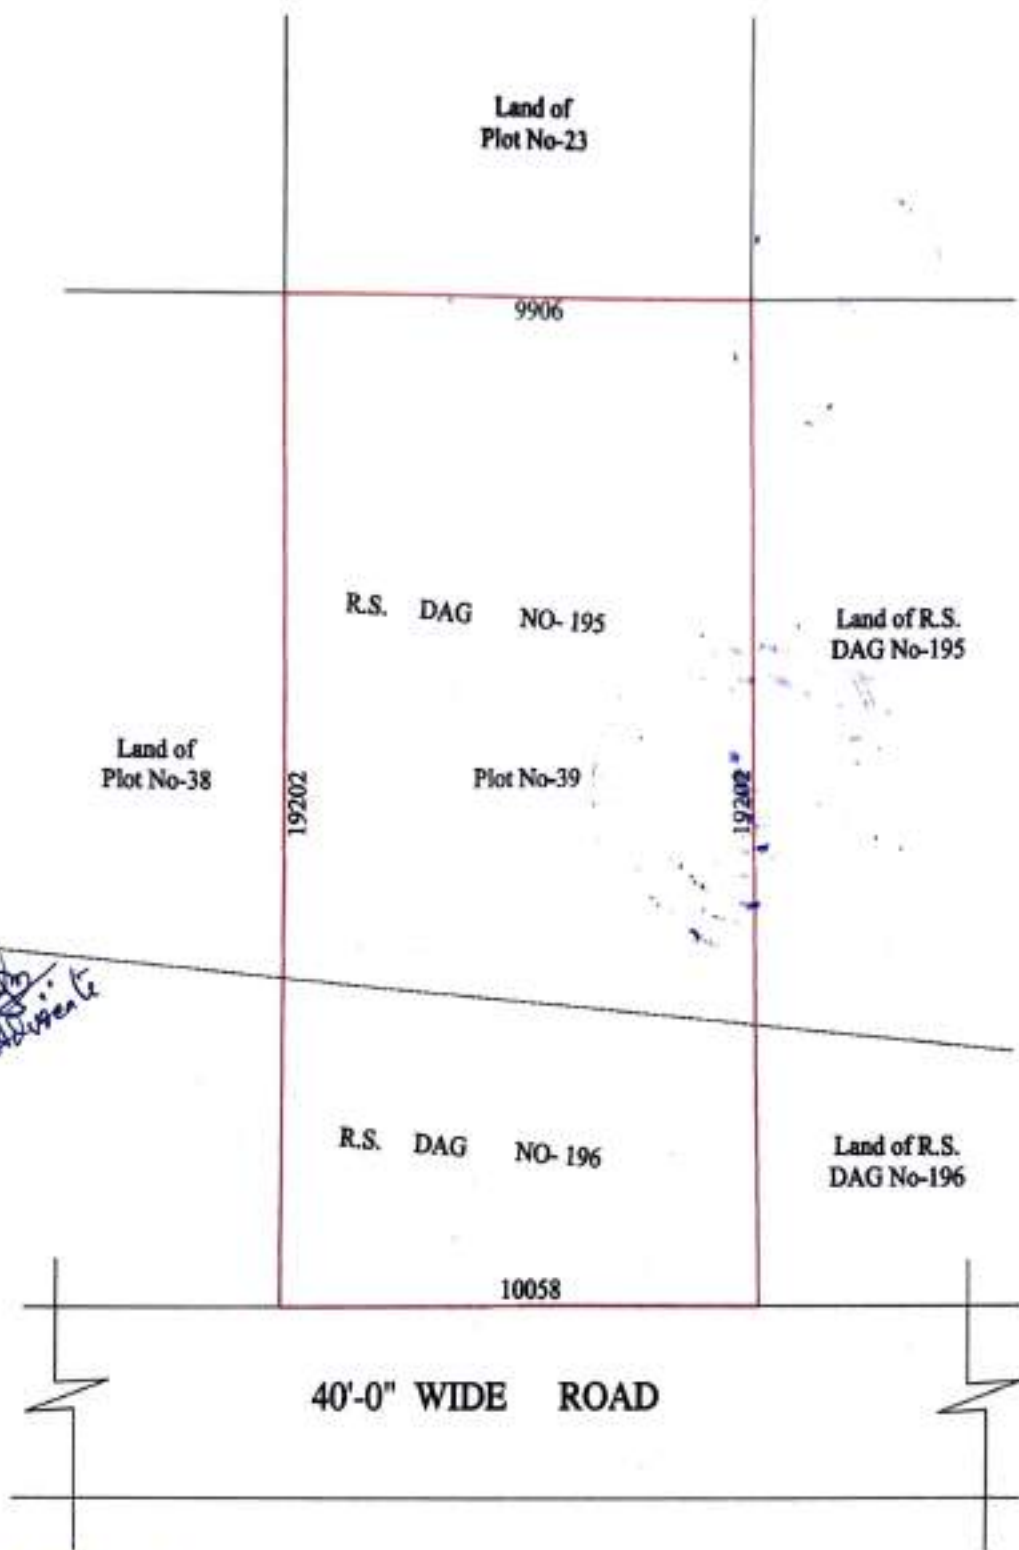 Land of
Plot No-23
9906
R.S. DAG NO- 195
Land of R.S.
DAG No-195
Land of
Plot No-38
19202
Plot No-39
19202
Advocate
R.S. DAG NO- 196
Land of R.S.
DAG No-196
10058
40'-0" WIDE ROAD